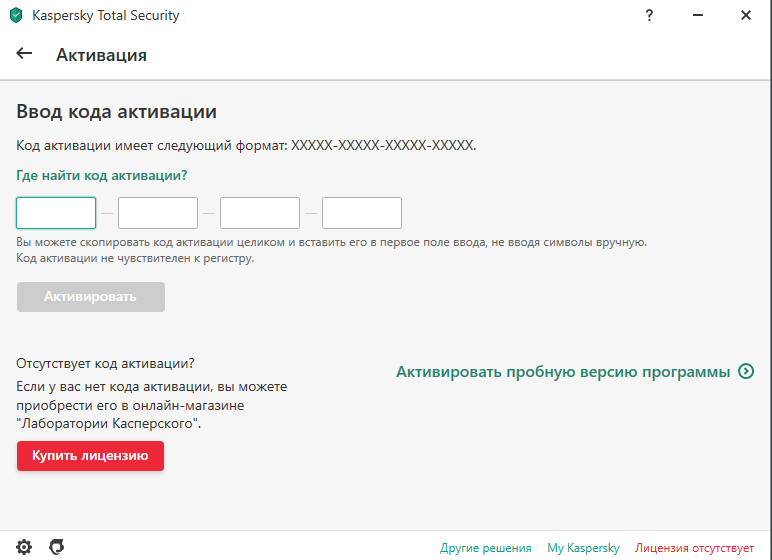 Kaspersky Total Security
?
Активация
Ввод кода активации
Код активации имеет следующий формат: XXXXX-XXXXX-XXXXX-XXXXX.
Где найти код активации?
Вы можете скопировать код активации целиком и вставить его в первое поле ввода, не вводя символы вручную.
Код активации не чувствителен к регистру.
Активировать
Отсутствует код активации?
Если у вас нет кода активации, вы можете
приобрести его в онлайн-магазине
"Лаборатории Касперского".
Купить лицензию
Активировать пробную версию программы
Другие решения
My Kaspersky
Лицензия отсутствует